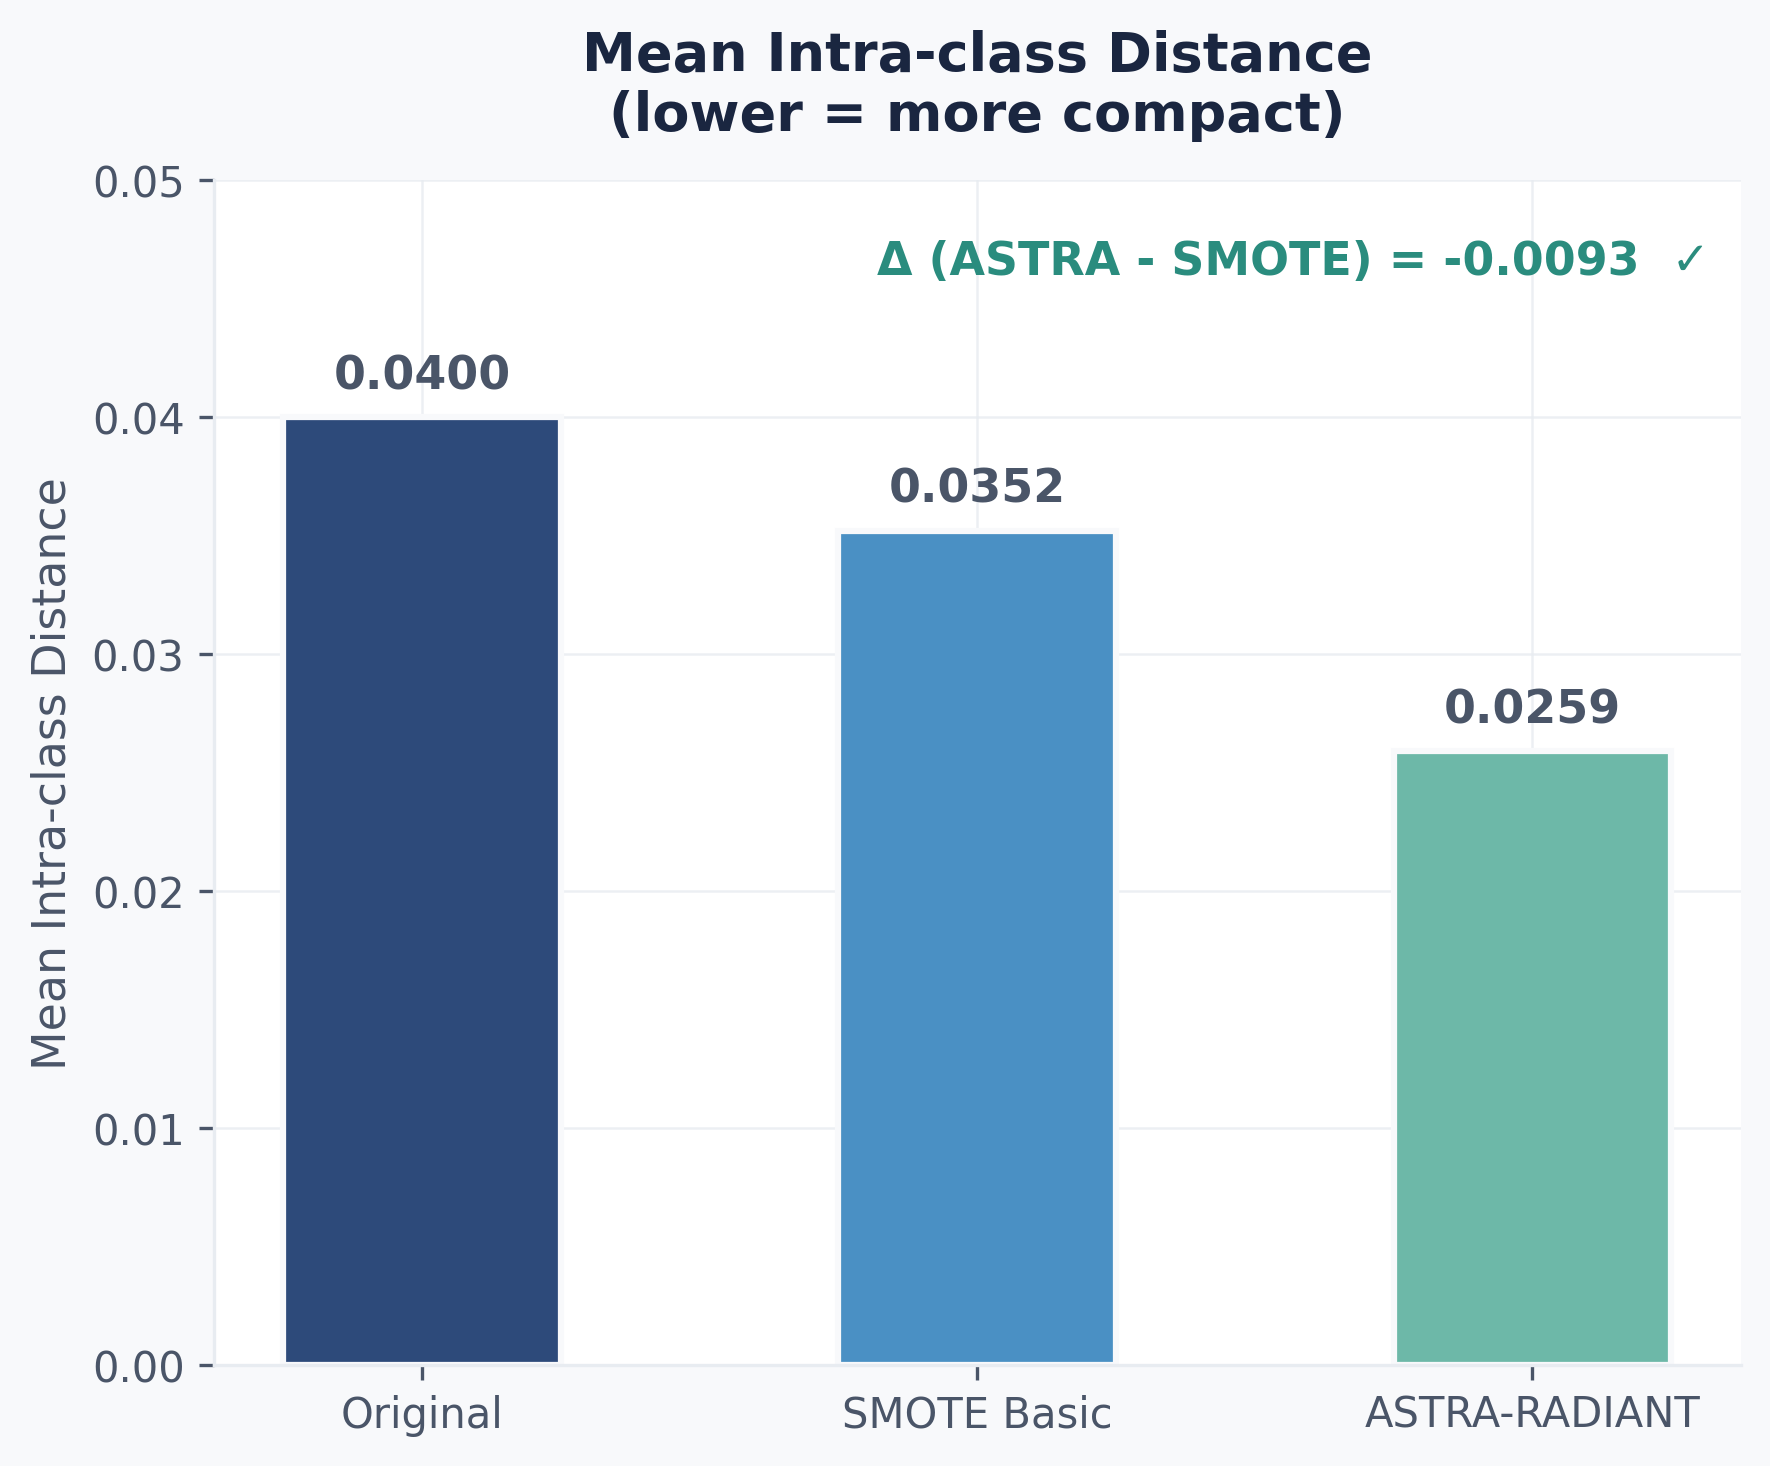 Mean Intra-class Distance
(lower = more compact)
0.05
Δ (ASTRA - SMOTE) = -0.0093 ✓
0.0400
0.04
0.0352
0.03
0.0259
0.02
0.01
0.00
Mean Intra-class Distance
Original
SMOTE Basic
ASTRA-RADIANT